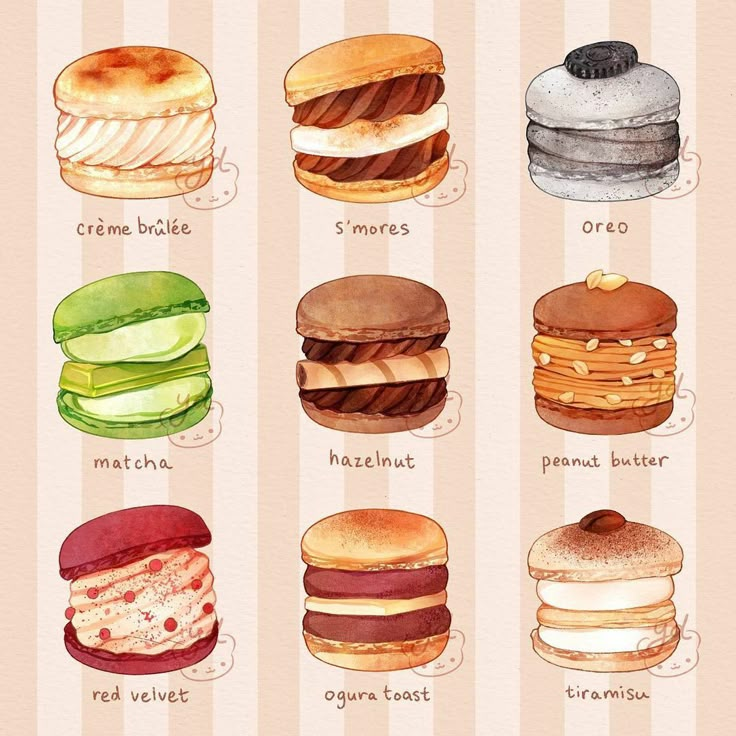 crème brûlée
s'mores
oreo
matcha
hazelnut
peanut butter
red velvet
ogura toast
tiramisu